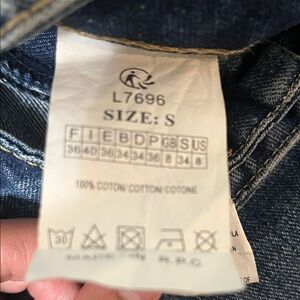 L7696
SIZE: S
F I E B D P GB S US
36 40 36 34 34 36 8 34 8
100% COTON/COTTON/COTONE
30
MADE IN R.P.C